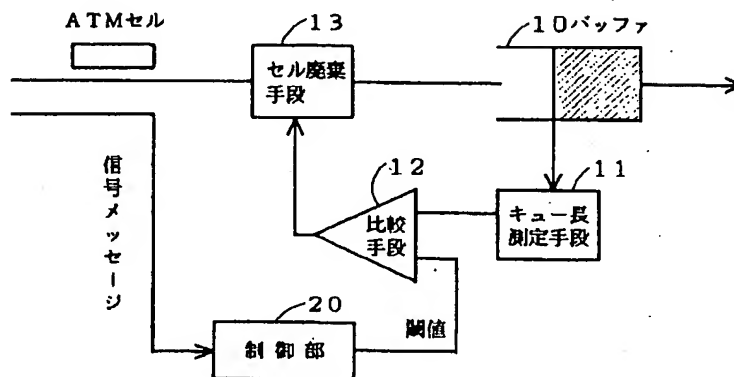 ATMセル
13
セル廃棄
手段
10バッファ
信号メッセージ
12
比較
手段
11
キュー長
測定手段
20
制御部
閾値